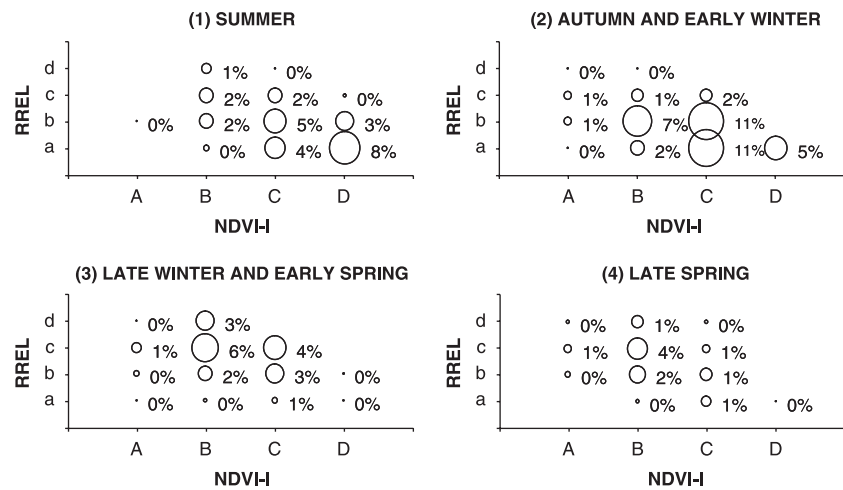 (1) SUMMER
RREL
d 1% 0%
c 2% 2% 0%
b 0% 2% 5% 3%
a 0% 4% 8%
A B C D
NDVI-I
(2) AUTUMN AND EARLY WINTER
RREL
d 0% 0%
c 1% 1% 2%
b 1% 7% 11%
a 0% 2% 11% 5%
A B C D
NDVI-I
(3) LATE WINTER AND EARLY SPRING
RREL
d 0% 3%
c 1% 6% 4%
b 0% 2% 3% 0%
a 0% 0% 1% 0%
A B C D
NDVI-I
(4) LATE SPRING
RREL
d 0% 1% 0%
c 1% 4% 1%
b 0% 2% 1%
a 0% 1% 0%
A B C D
NDVI-I